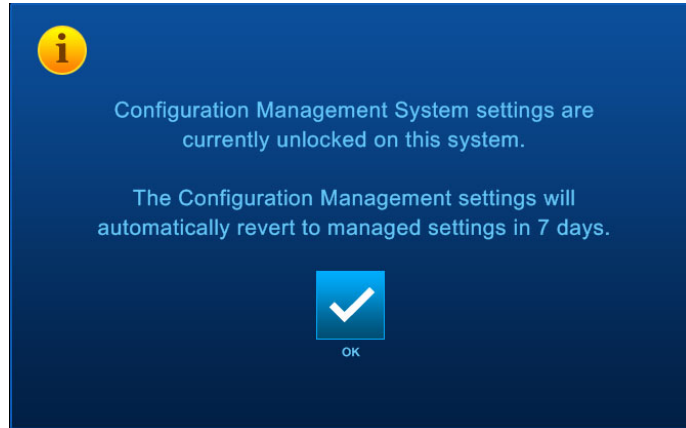 i
Configuration Management System settings are
currently unlocked on this system.
The Configuration Management settings will
automatically revert to managed settings in 7 days.
OK